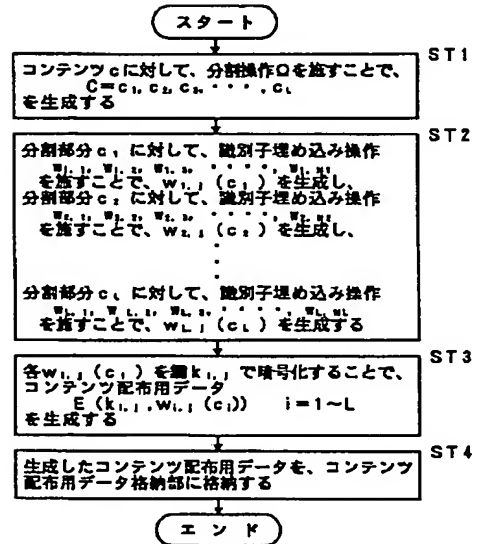 スタート
ST1
コンテンツcに対して、分割操作Ωを施すことで、
C=c₁, c₂, c₃, ・・・, c_L
を生成する
ST2
分割部分c₁に対して、識別子埋め込み操作
を施すことで、w₁,ⱼ(c₁)を生成し、
分割部分c₂に対して、識別子埋め込み操作
を施すことで、w₂,ⱼ(c₂)を生成し、
・
・
・
分割部分c_Lに対して、識別子埋め込み操作
を施すことで、w_L,ⱼ(c_L)を生成する
ST3
各wᵢ,ⱼ(cᵢ)を鍵kᵢ,ⱼで暗号化することで、
コンテンツ配布用データ
E(kᵢ,ⱼ,wᵢ,ⱼ(cᵢ)) i=1~L
を生成する
ST4
生成したコンテンツ配布用データを、コンテンツ
配布用データ格納部に格納する
エンド